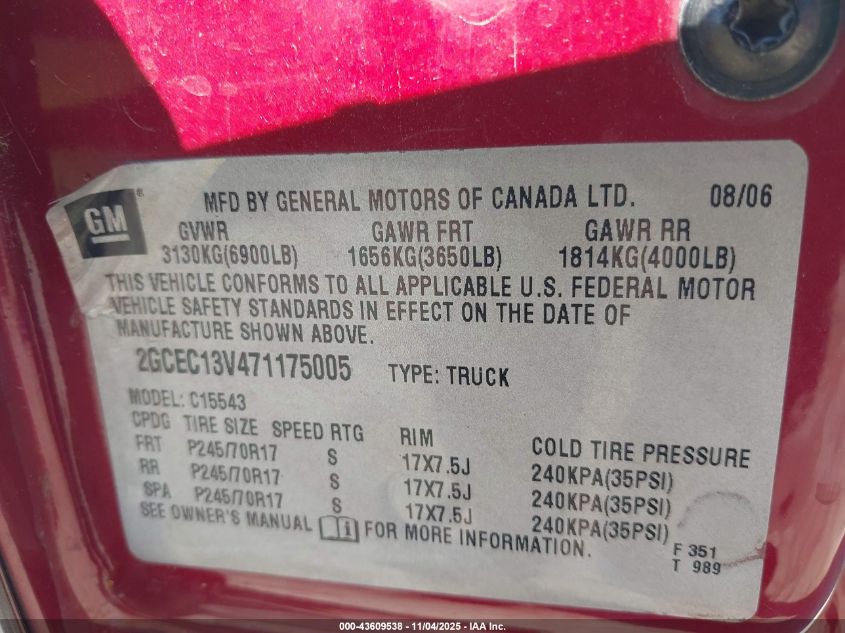 GM ® MFD BY GENERAL MOTORS OF CANADA LTD. 08/06
GVWR GAWR FRT GAWR RR
3130KG(6900LB) 1656KG(3650LB) 1814KG(4000LB)
THIS VEHICLE CONFORMS TO ALL APPLICABLE U.S. FEDERAL MOTOR
VEHICLE SAFETY STANDARDS IN EFFECT ON THE DATE OF
MANUFACTURE SHOWN ABOVE.
2GCEC13V471175005 TYPE: TRUCK
MODEL: C15543
CPDG TIRE SIZE SPEED RTG RIM COLD TIRE PRESSURE
FRT P245/70R17 S 17X7.5J 240KPA(35PSI)
RR P245/70R17 S 17X7.5J 240KPA(35PSI)
SPA P245/70R17 S 17X7.5J 240KPA(35PSI)
SEE OWNER'S MANUAL i FOR MORE INFORMATION.
F 351
T 989
000-43609538 - 11/04/2025 - IAA Inc.